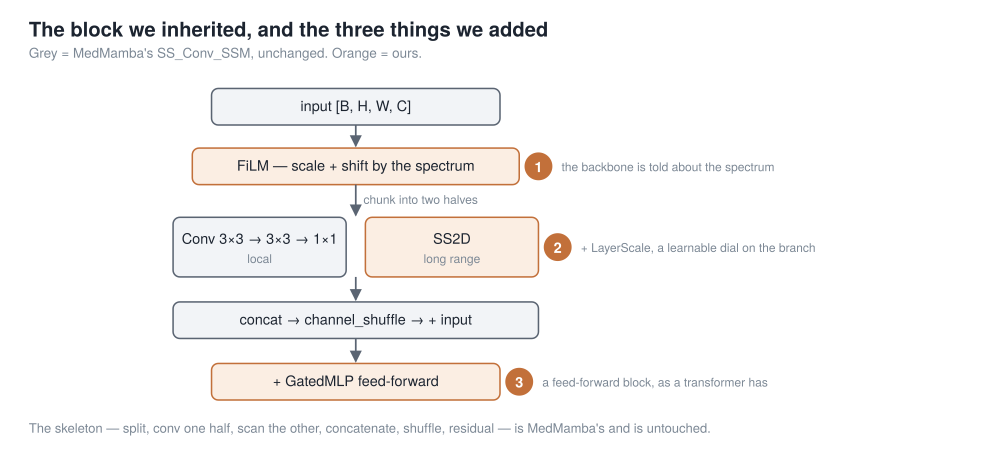 The block we inherited, and the three things we added
Grey = MedMamba's SS_Conv_SSM, unchanged. Orange = ours.
input [B, H, W, C]
FiLM — scale + shift by the spectrum
1
the backbone is told about the spectrum
chunk into two halves
Conv 3×3 → 3×3 → 1×1
local
SS2D
long range
2
+ LayerScale, a learnable dial on the branch
concat → channel_shuffle → + input
+ GatedMLP feed-forward
3
a feed-forward block, as a transformer has
The skeleton — split, conv one half, scan the other, concatenate, shuffle, residual — is MedMamba's and is untouched.